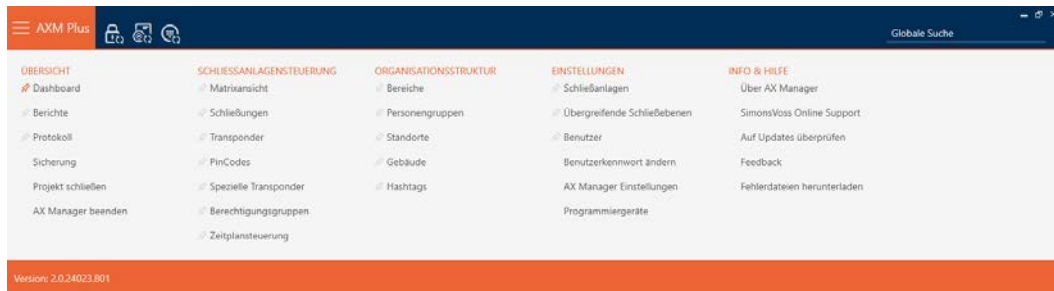 AXM Plus
Globale Suche
ÜBERSICHT
Dashboard
Berichte
Protokoll
Sicherung
Projekt schließen
AX Manager beenden
SCHLIESSANLAGENSTEUERUNG
Matrixansicht
Schließungen
Transponder
PinCodes
Spezielle Transponder
Berechtigungsgruppen
Zeitplansteuerung
ORGANISATIONSSTRUKTUR
Bereiche
Personengruppen
Standorte
Gebäude
Hashtags
EINSTELLUNGEN
Schließanlagen
Übergreifende Schließebenen
Benutzer
Benutzerkennwort ändern
AX Manager Einstellungen
Programmiergeräte
INFO & HILFE
Über AX Manager
SimonsVoss Online Support
Auf Updates überprüfen
Feedback
Fehlerdateien herunterladen
Version: 2.0.24023.801